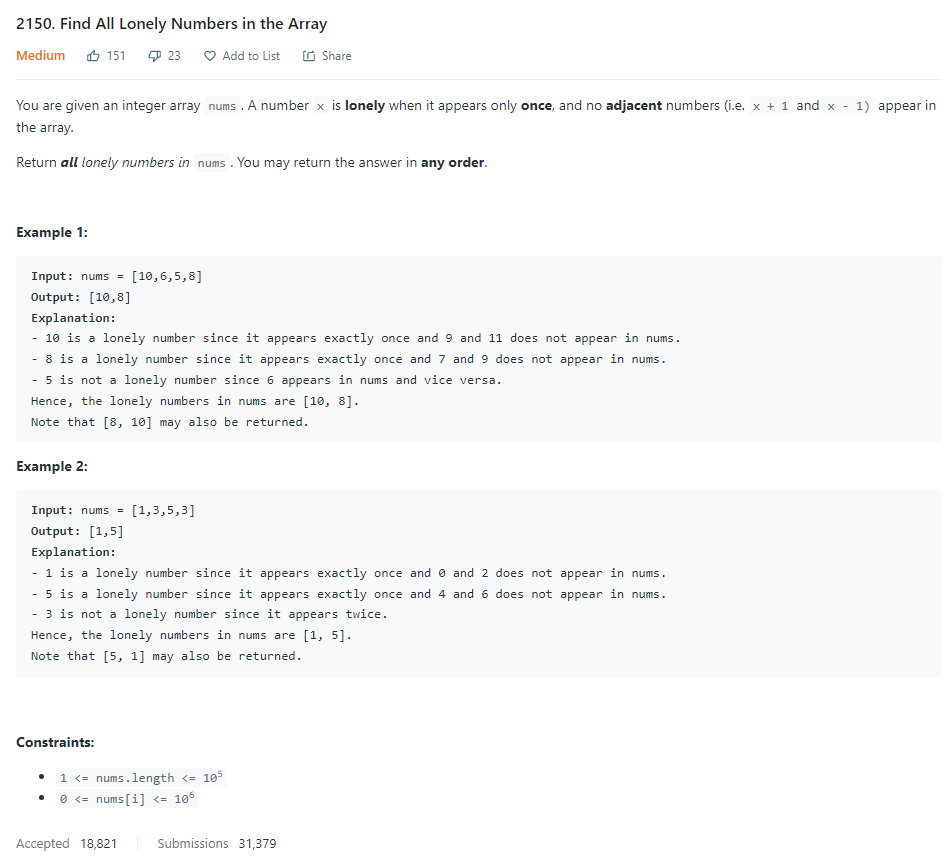 2150. Find All Lonely Numbers in the Array
Medium 151 23 Add to List Share
You are given an integer array nums . A number x is lonely when it appears only once, and no adjacent numbers (i.e. x + 1 and x - 1) appear in
the array.
Return all lonely numbers in nums . You may return the answer in any order.
Example 1:
Input: nums = [10,6,5,8]
Output: [10,8]
Explanation:
- 10 is a lonely number since it appears exactly once and 9 and 11 does not appear in nums.
- 8 is a lonely number since it appears exactly once and 7 and 9 does not appear in nums.
- 5 is not a lonely number since 6 appears in nums and vice versa.
Hence, the lonely numbers in nums are [10, 8].
Note that [8, 10] may also be returned.
Example 2:
Input: nums = [1,3,5,3]
Output: [1,5]
Explanation:
- 1 is a lonely number since it appears exactly once and 0 and 2 does not appear in nums.
- 5 is a lonely number since it appears exactly once and 4 and 6 does not appear in nums.
- 3 is not a lonely number since it appears twice.
Hence, the lonely numbers in nums are [1, 5].
Note that [5, 1] may also be returned.
Constraints:
• 1 <= nums.length <= 10⁵
• 0 <= nums[i] <= 10⁶
Accepted 18,821 Submissions 31,379